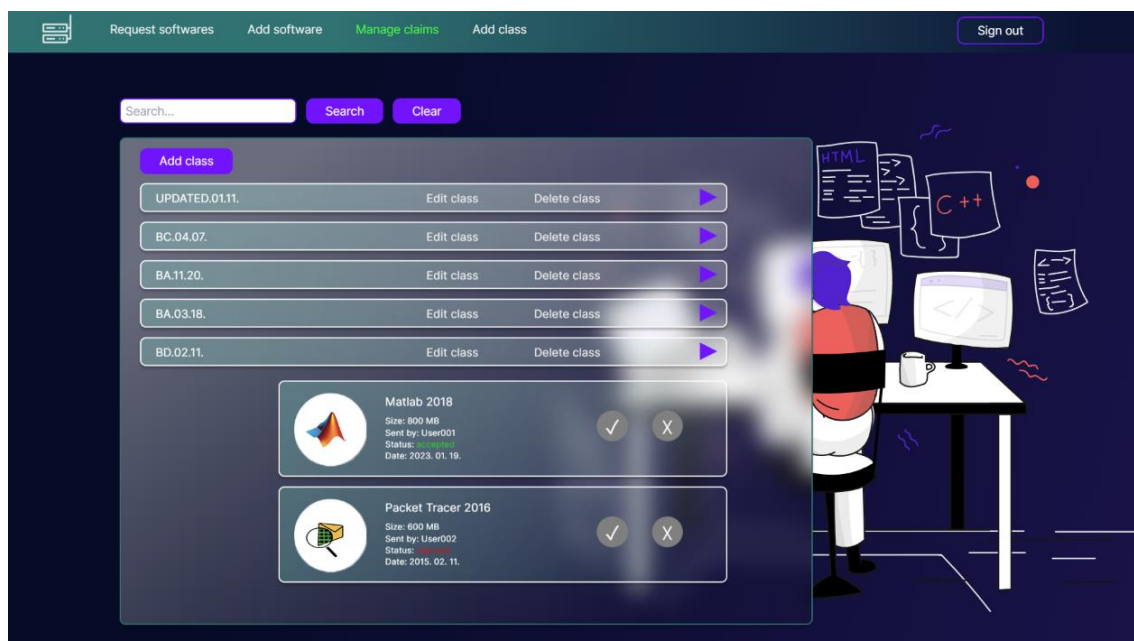 Request softwares Add software Manage claims Add class Sign out
Search... Search Clear
Add class
UPDATED.01.11. Edit class Delete class
BC.04.07. Edit class Delete class
BA.11.20. Edit class Delete class
BA.03.18. Edit class Delete class
BD.02.11. Edit class Delete class
Matlab 2018
Size: 800 MB
Sent by: User001
Status: accepted
Date: 2023. 01. 19.
Packet Tracer 2016
Size: 600 MB
Sent by: User002
Status:
Date: 2015. 02. 11.
HTML
C ++